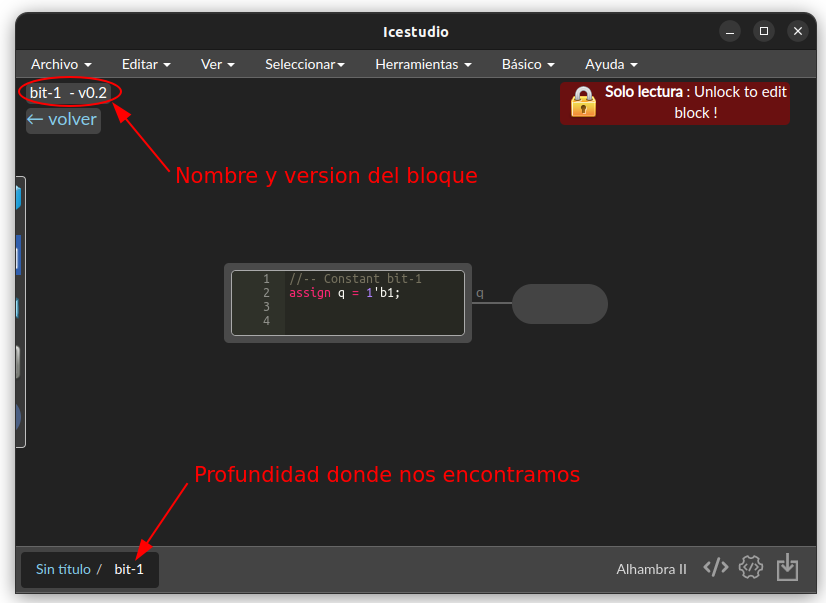 Icestudio
Archivo Editar Ver Seleccionar Herramientas Básico Ayuda
bit-1 - v0.2
← volver
Solo lectura : Unlock to edit
block !
Nombre y version del bloque
1 //-- Constant bit-1
2 assign q = 1'b1;
3
4
q
Profundidad donde nos encontramos
Sin título / bit-1
Alhambra II </> </>